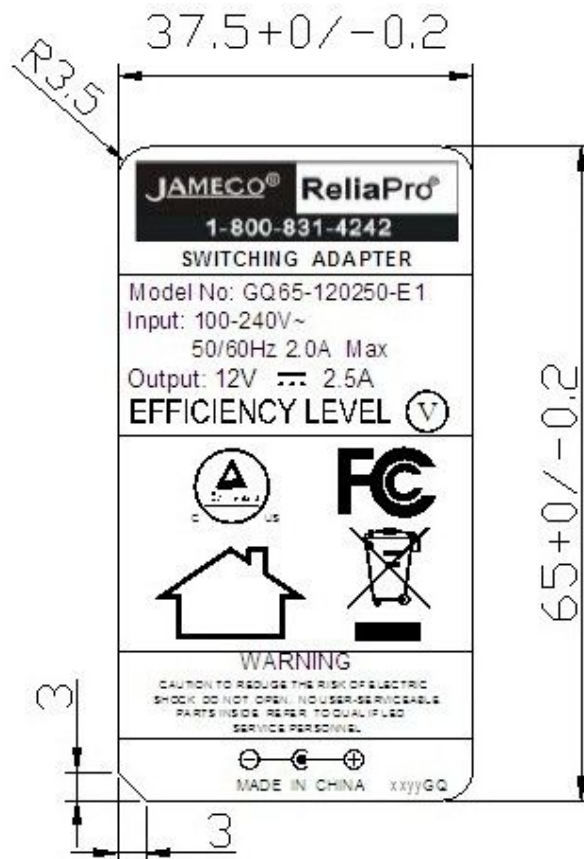 37.5+0/-0.2
R3.5
JAMECO® ReliaPro®
1-800-831-4242
SWITCHING ADAPTER
Model No: GQ65-120250-E1
Input: 100-240V~
50/60Hz 2.0A Max
Output: 12V ⎓ 2.5A
EFFICIENCY LEVEL V
65+0/-0.2
FC
C US
WARNING
CAUTION TO REDUCE THE RISK OF ELECTRIC
SHOCK DO NOT OPEN. NO USER-SERVICEABLE
PARTS INSIDE. REFER TO QUALIFIED
SERVICE PERSONNEL
3
MADE IN CHINA xxyyGQ
3